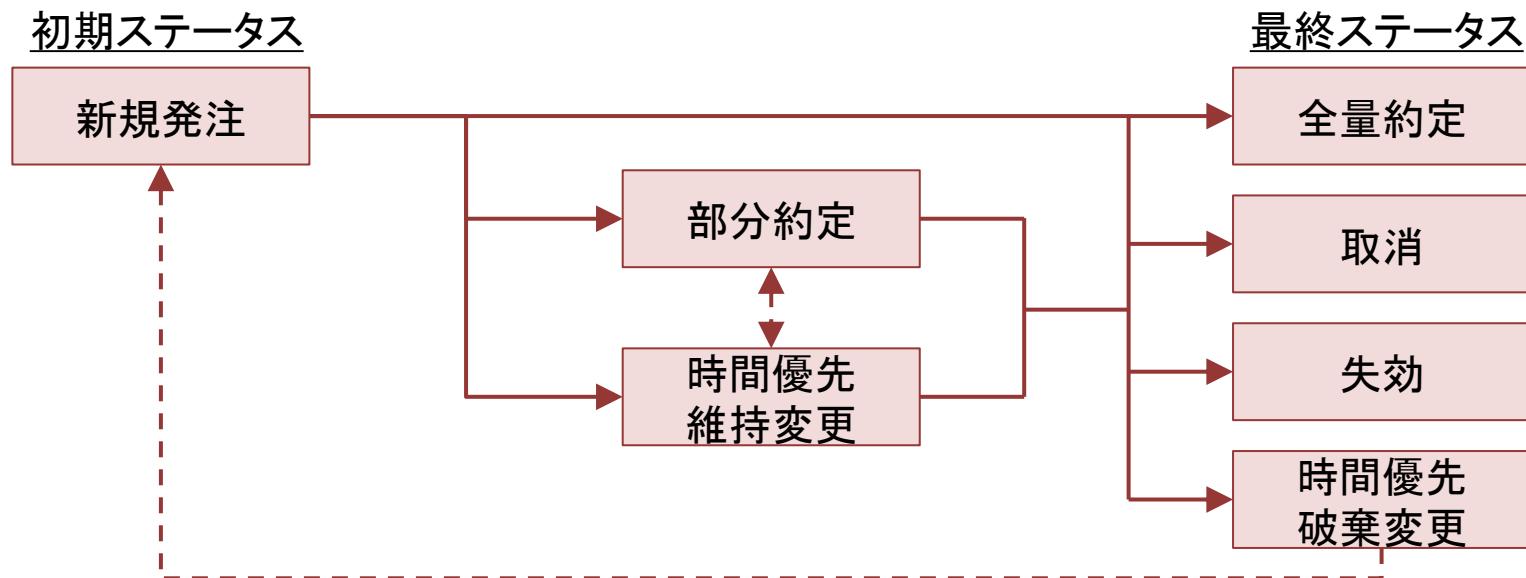 初期ステータス
最終ステータス
新規発注
全量約定
部分約定
取消
時間優先
維持変更
失効
時間優先
破棄変更